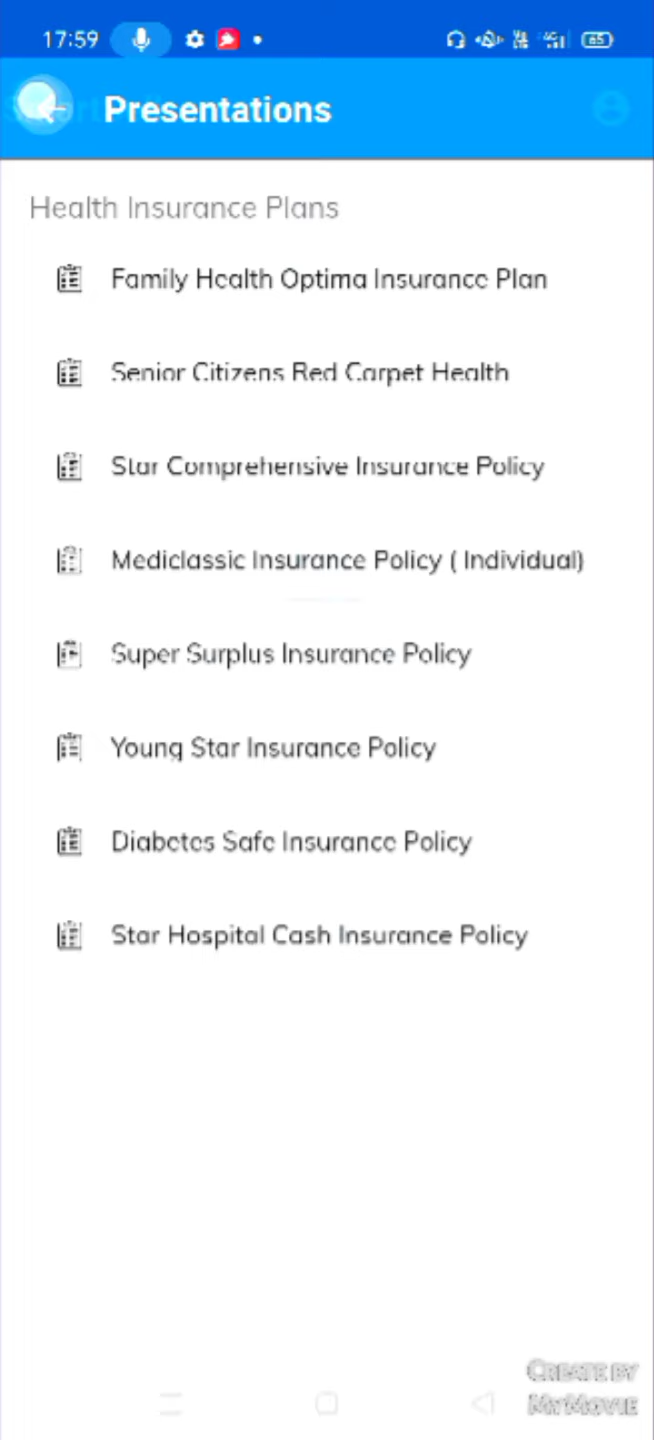 17:59
65
Presentations
Health Insurance Plans
Family Health Optima Insurance Plan
Senior Citizens Red Carpet Health
Star Comprehensive Insurance Policy
Mediclassic Insurance Policy ( Individual)
Super Surplus Insurance Policy
Young Star Insurance Policy
Diabetes Safe Insurance Policy
Star Hospital Cash Insurance Policy
CREATE BY
MYMOVIE